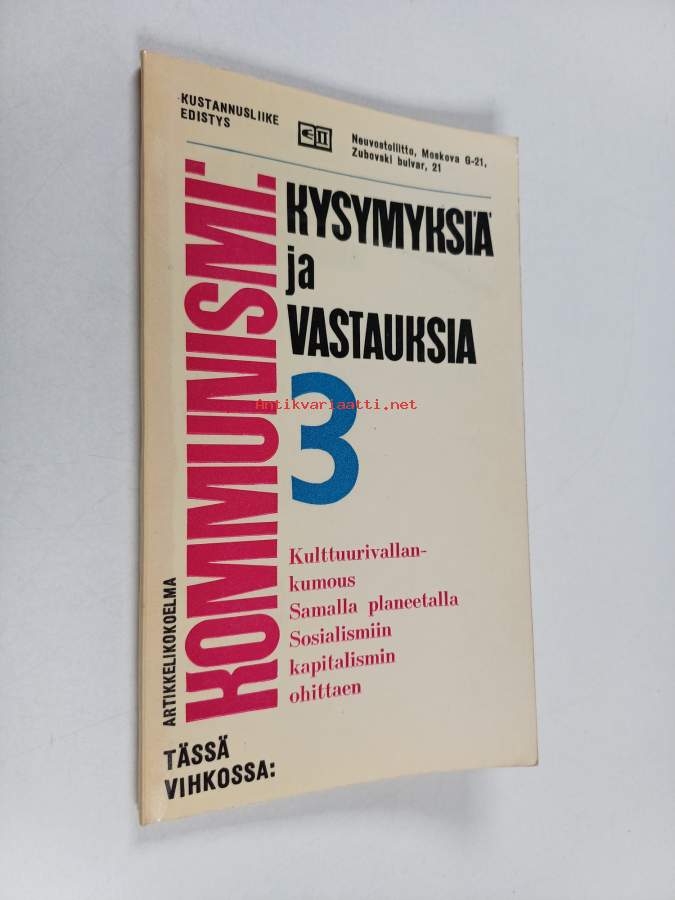 KUSTANNUSLIIKE
EDISTYS
Neuvostoliitto, Moskova G-21,
Zubovski bulvar, 21
ARTIKKELIKOKOELMA
KOMMUNISMI:
KYSYMYKSIÄ
ja
VASTAUKSIA
3
Antikvariaatti.net
Kulttuurivallan-
kumous
Samalla planeetalla
Sosialismiin
kapitalismin
ohittaen
TÄSSÄ
VIHKOSSA: